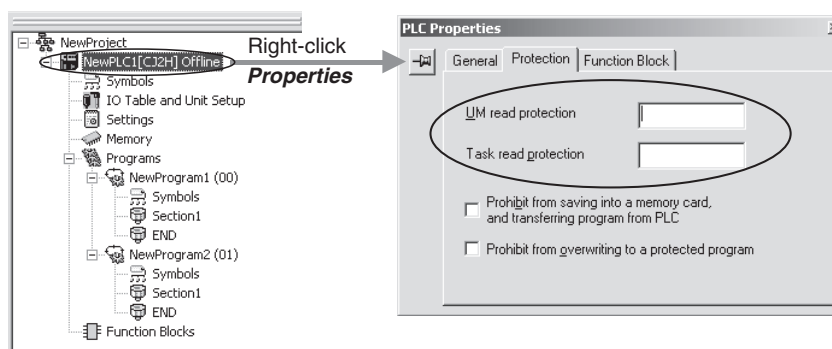 NewProject
NewPLC1[CJ2H] Offline
Symbols
IO Table and Unit Setup
Settings
Memory
Programs
NewProgram1 (00)
Symbols
Section1
END
NewProgram2 (01)
Symbols
Section1
END
Function Blocks
Right-click
Properties
PLC Properties
General
Protection
Function Block
UM read protection
Task read protection
Prohibit from saving into a memory card,
and transferring program from PLC
Prohibit from overwriting to a protected program